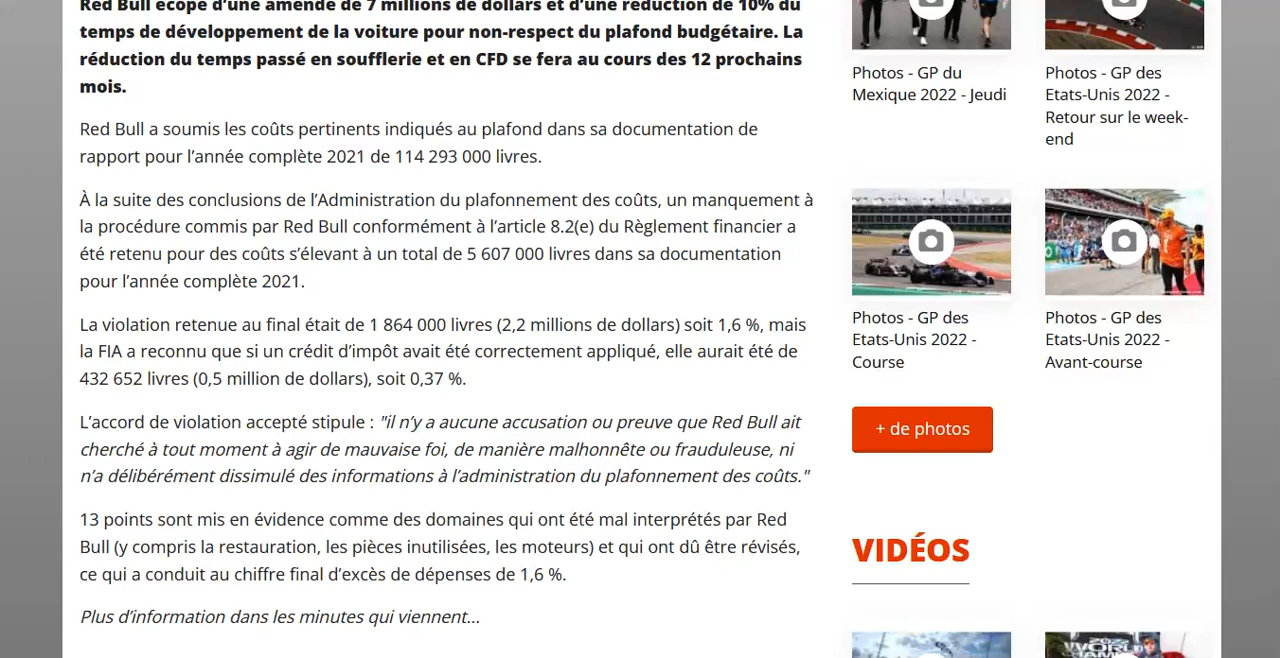 Red Bull écope d’une amende de 7 millions de dollars et d’une réduction de 10% du
temps de développement de la voiture pour non-respect du plafond budgétaire. La
réduction du temps passé en soufflerie et en CFD se fera au cours des 12 prochains
mois.
Red Bull a soumis les coûts pertinents indiqués au plafond dans sa documentation de
rapport pour l’année complète 2021 de 114 293 000 livres.
À la suite des conclusions de l’Administration du plafonnement des coûts, un manquement à
la procédure commis par Red Bull conformément à l’article 8.2(e) du Règlement financier a
été retenu pour des coûts s’élevant à un total de 5 607 000 livres dans sa documentation
pour l’année complète 2021.
La violation retenue au final était de 1 864 000 livres (2,2 millions de dollars) soit 1,6 %, mais
la FIA a reconnu que si un crédit d’impôt avait été correctement appliqué, elle aurait été de
432 652 livres (0,5 million de dollars), soit 0,37 %.
L’accord de violation accepté stipule : "il n’y a aucune accusation ou preuve que Red Bull ait
cherché à tout moment à agir de mauvaise foi, de manière malhonnête ou frauduleuse, ni
n’a délibérément dissimulé des informations à l’administration du plafonnement des coûts."
13 points sont mis en évidence comme des domaines qui ont été mal interprétés par Red
Bull (y compris la restauration, les pièces inutilisées, les moteurs) et qui ont dû être révisés,
ce qui a conduit au chiffre final d’excès de dépenses de 1,6 %.
Plus d’information dans les minutes qui viennent...
Photos - GP du
Mexique 2022 - Jeudi
Photos - GP des
Etats-Unis 2022 -
Retour sur le week-
end
Photos - GP des
Etats-Unis 2022 -
Course
Photos - GP des
Etats-Unis 2022 -
Avant-course
+ de photos
VIDÉOS